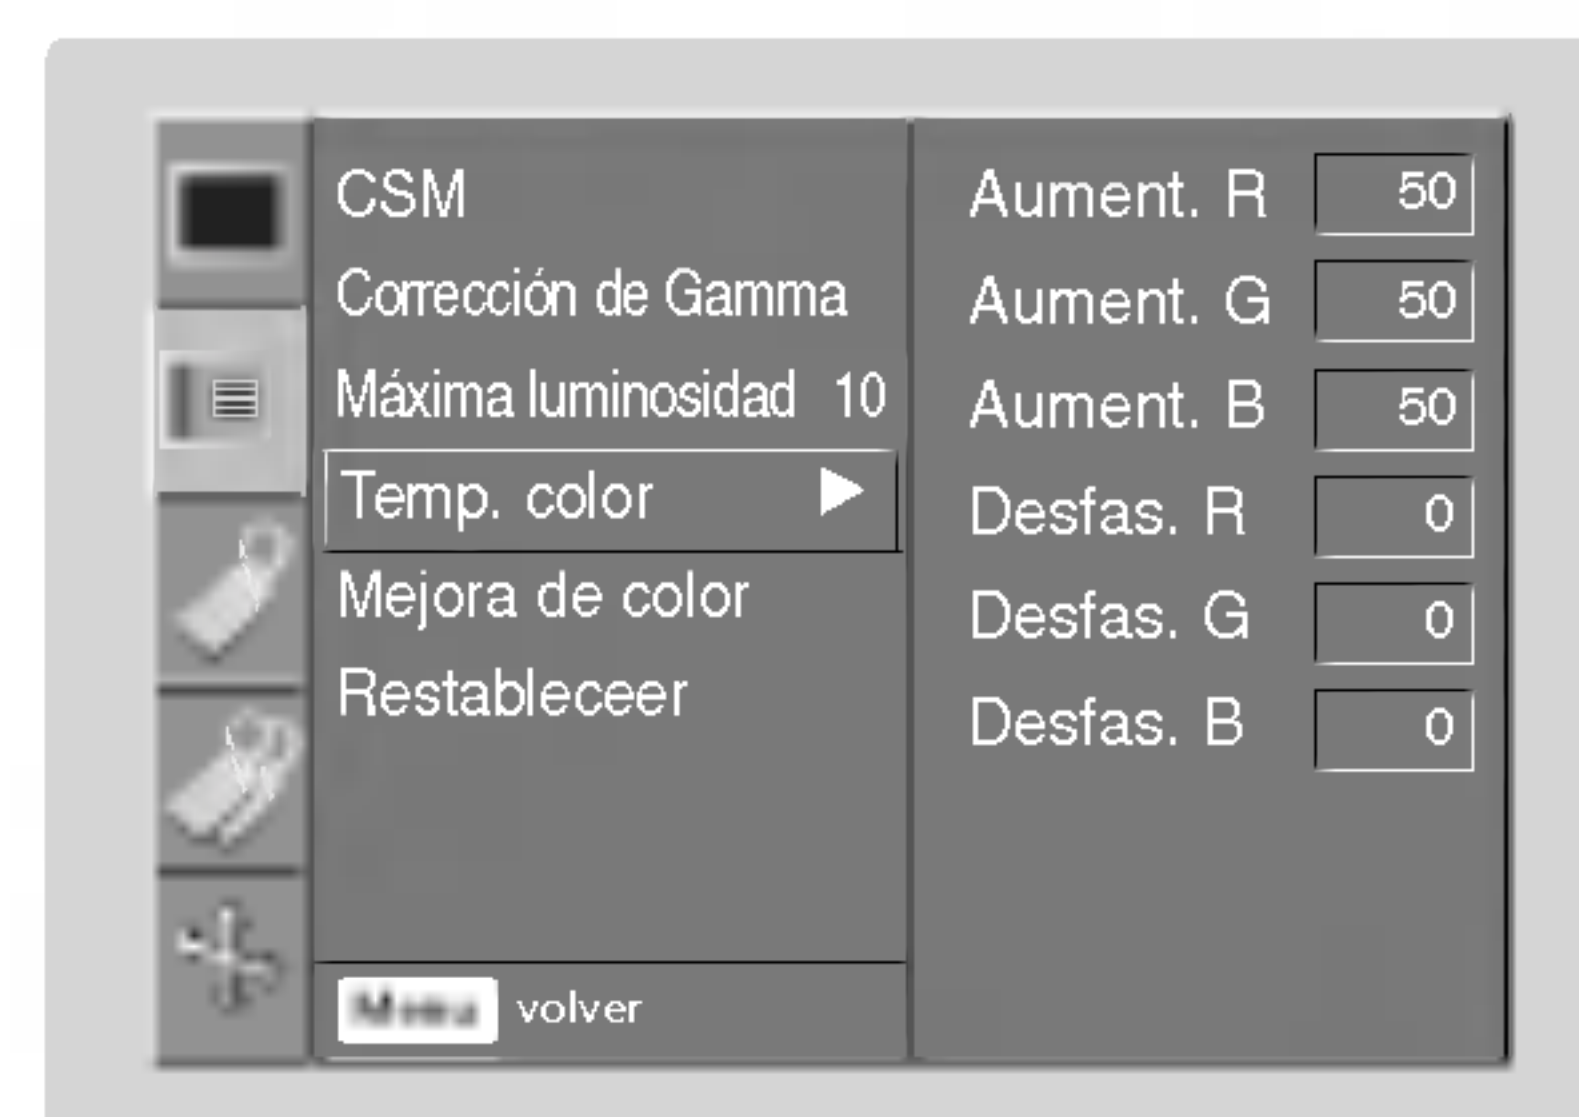 CSM
Corrección de Gamma
Máxima luminosidad 10
Temp. color
Mejora de color
Restableceer
Menu volver
Aument. R 50
Aument. G 50
Aument. B 50
Desfas. R 0
Desfas. G 0
Desfas. B 0